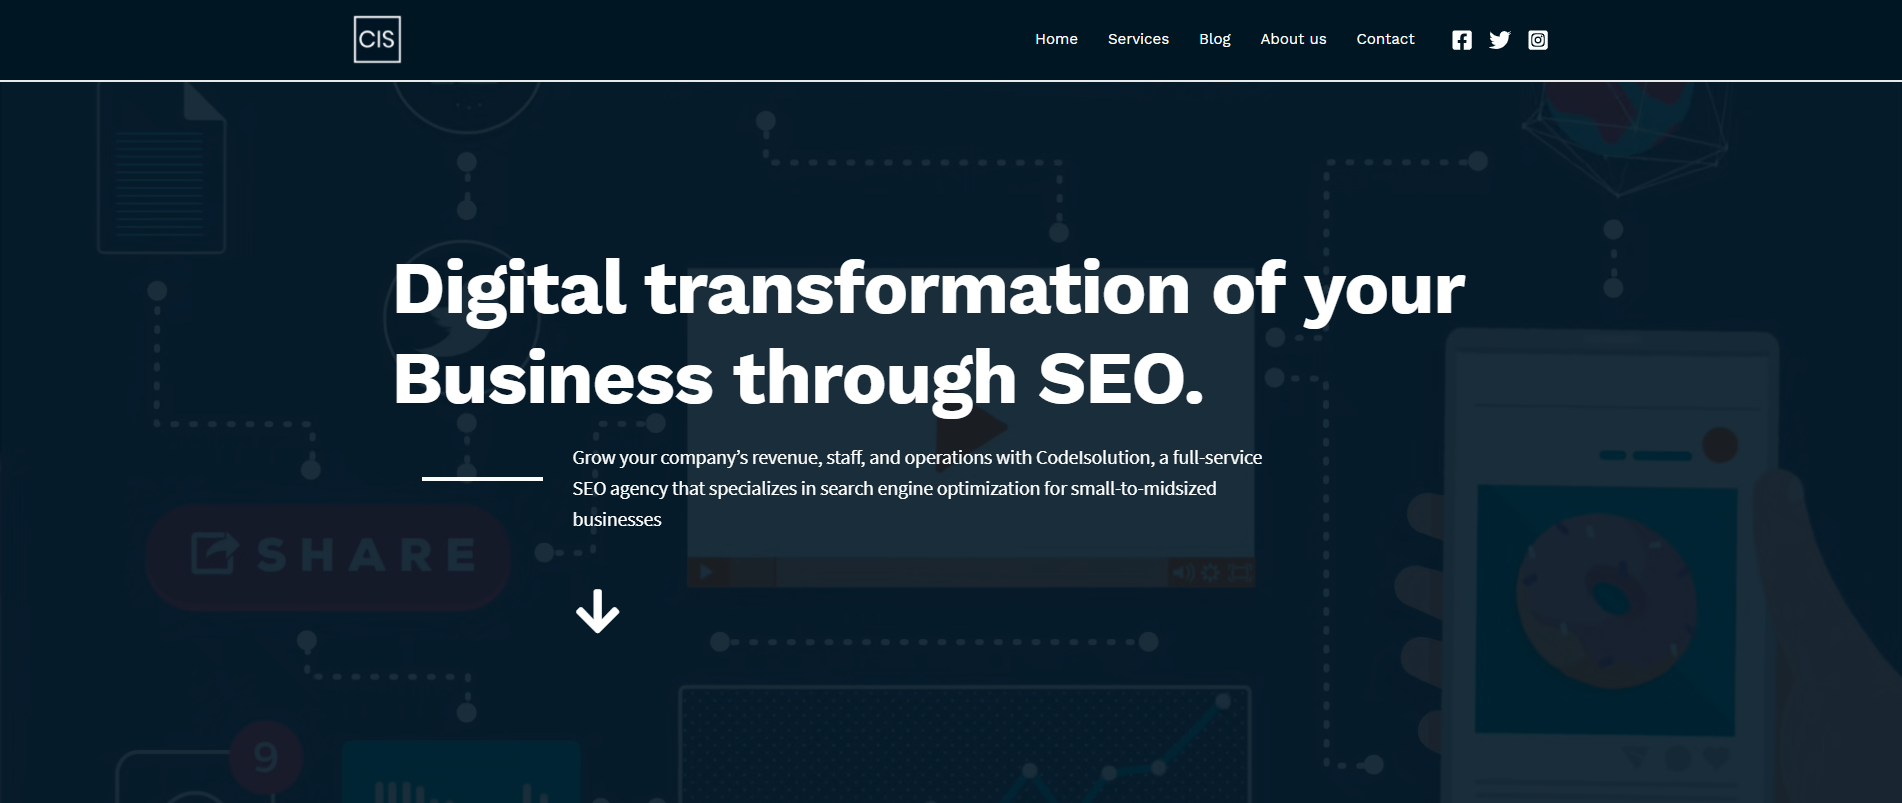 CIS
Home Services Blog About us Contact
Digital transformation of your
Business through SEO.
Grow your company’s revenue, staff, and operations with CodeIsolution, a full-service
SEO agency that specializes in search engine optimization for small-to-midsized
businesses
SHARE
9